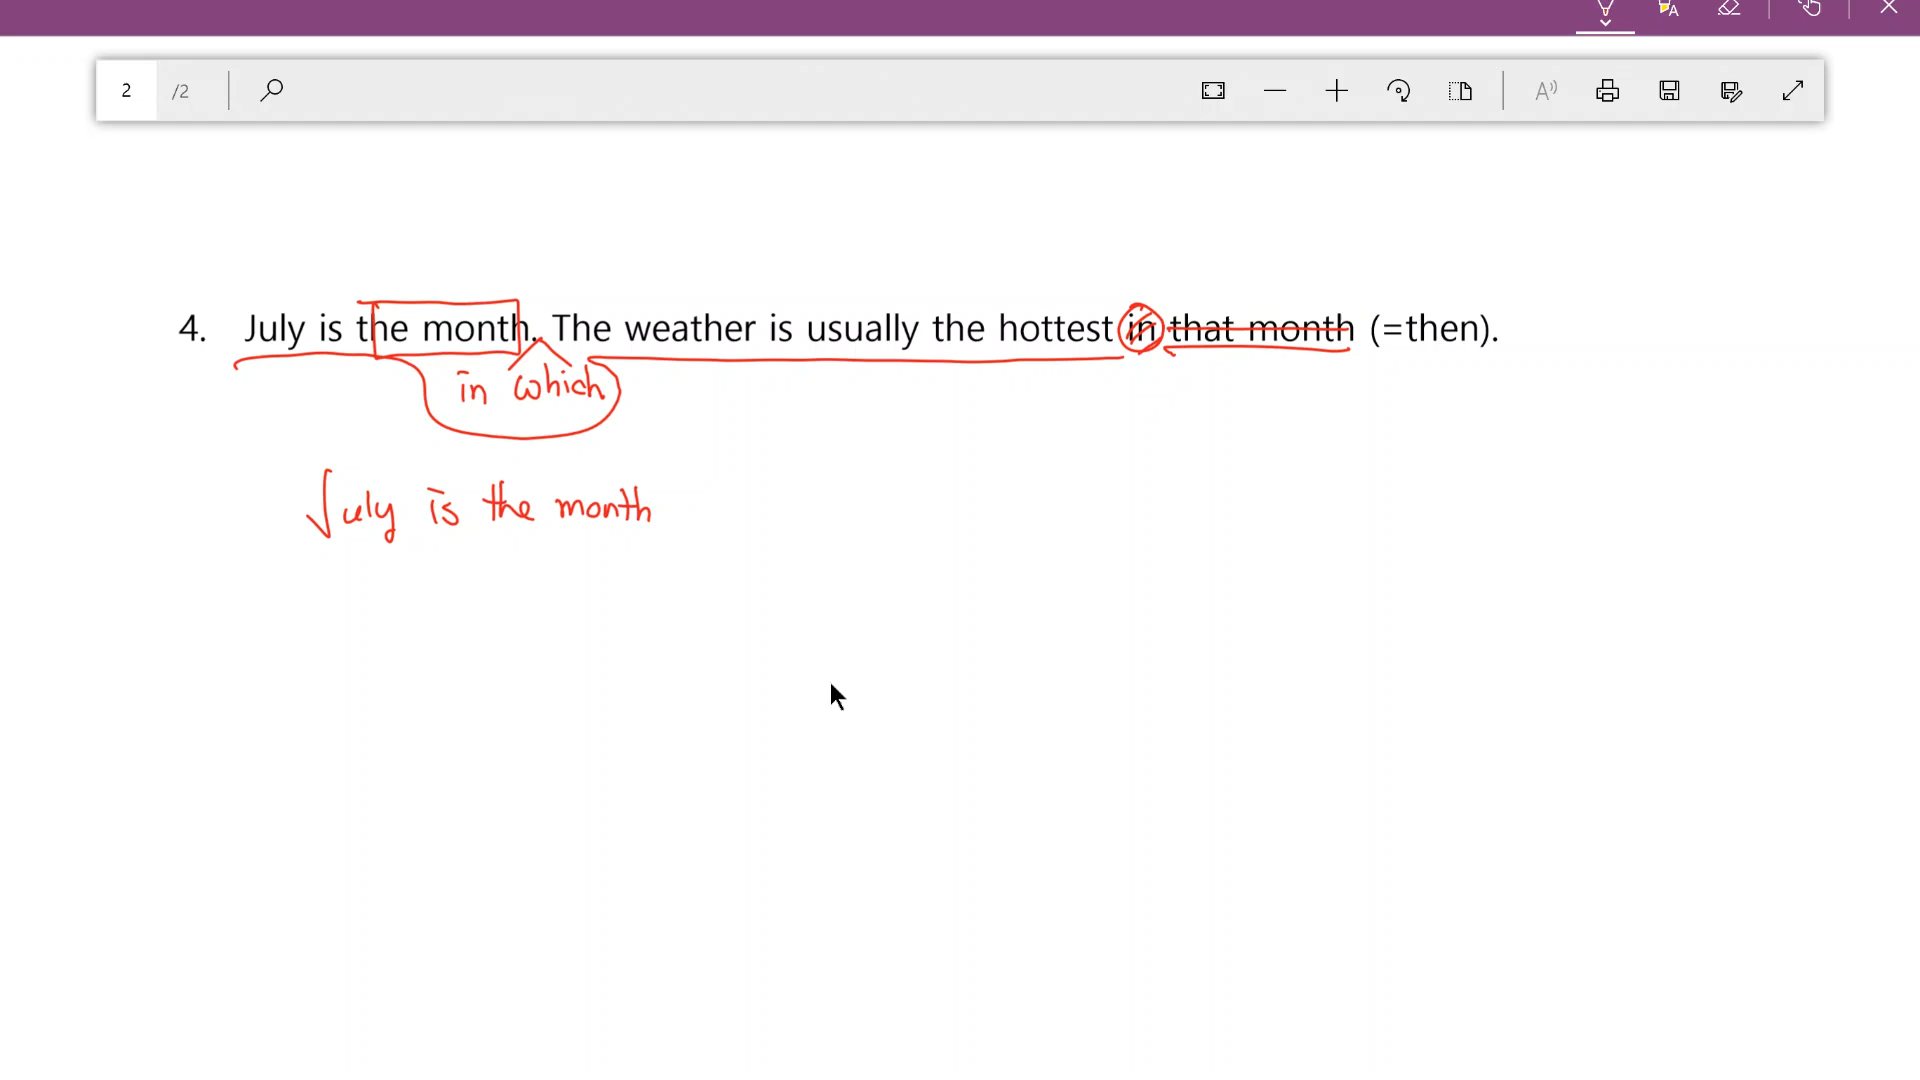 2 /2
4. July is the month. The weather is usually the hottest in that month (=then).
in which
July is the month